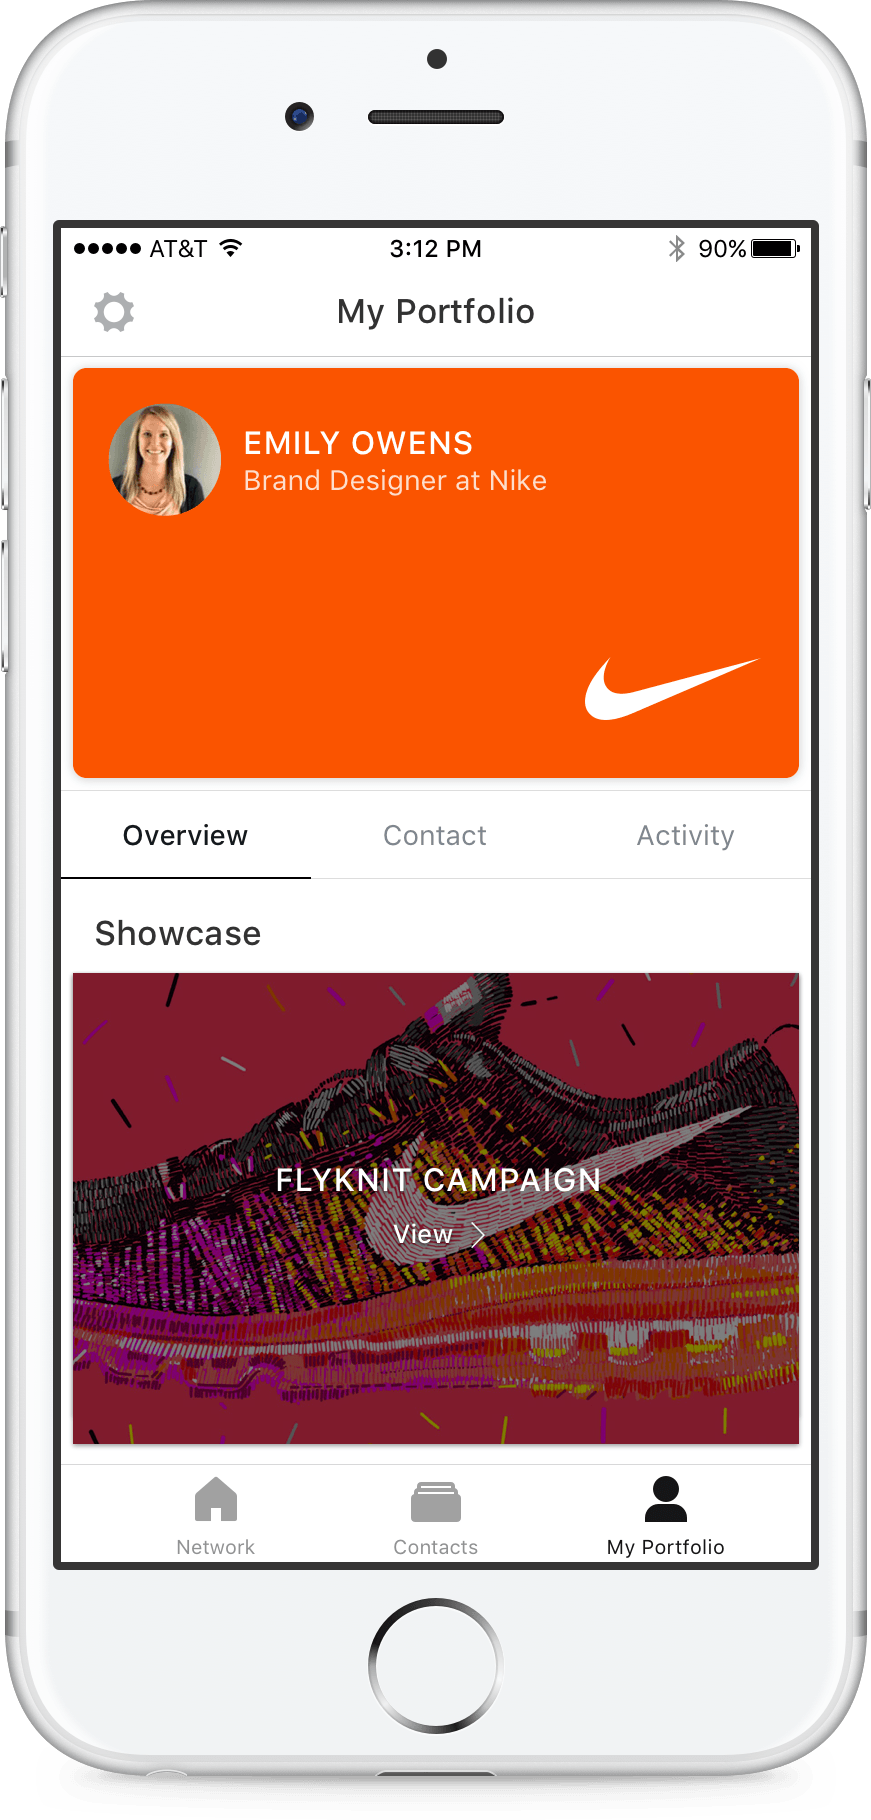 AT&T 3:12 PM 90%
My Portfolio
EMILY OWENS
Brand Designer at Nike
Overview Contact Activity
Showcase
FLYKNIT CAMPAIGN
View
Network Contacts My Portfolio